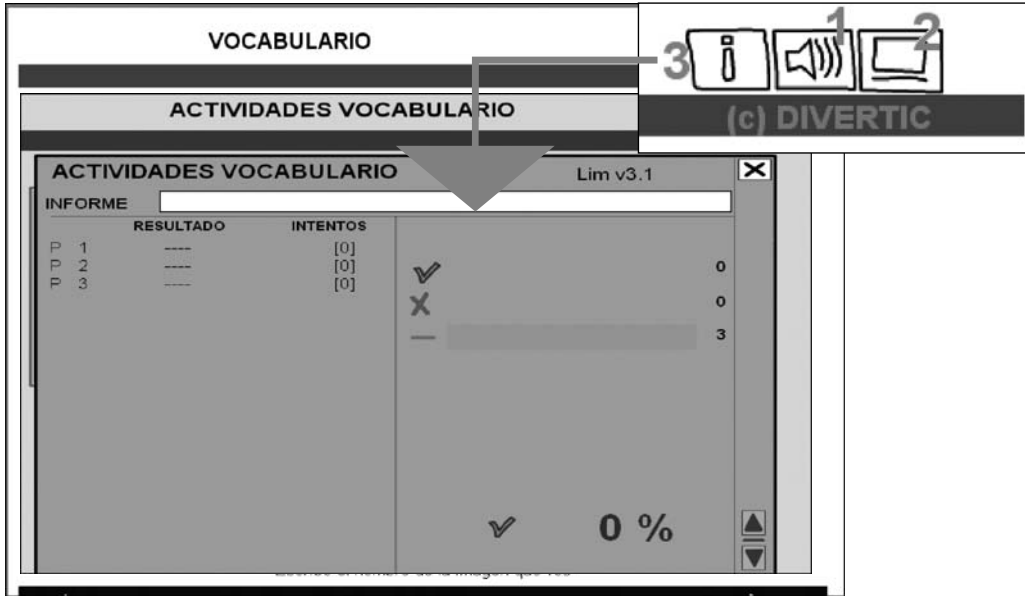 VOCABULARIO
3 i 1 2
(c) DIVERTIC
ACTIVIDADES VOCABULARIO
ACTIVIDADES VOCABULARIO Lim v3.1
INFORME
RESULTADO INTENTOS
P 1 ---- [0]
P 2 ---- [0]
P 3 ---- [0]
0
0
3
0 %